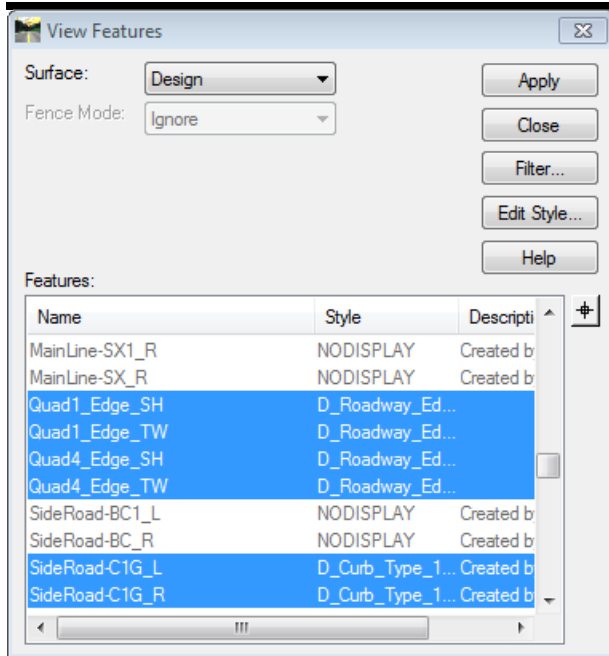 View Features
Surface: Design Apply
Fence Mode: Ignore Close
Filter...
Edit Style...
Help
Features:
Name Style Descripti
MainLine-SX1_R NODISPLAY Created by
MainLine-SX_R NODISPLAY Created by
Quad1_Edge_SH D_Roadway_Ed...
Quad1_Edge_TW D_Roadway_Ed...
Quad4_Edge_SH D_Roadway_Ed...
Quad4_Edge_TW D_Roadway_Ed...
SideRoad-BC1_L NODISPLAY Created b
SideRoad-BC_R NODISPLAY Created b
SideRoad-C1G_L D_Curb_Type_1... Created b
SideRoad-C1G_R D_Curb_Type_1... Created b